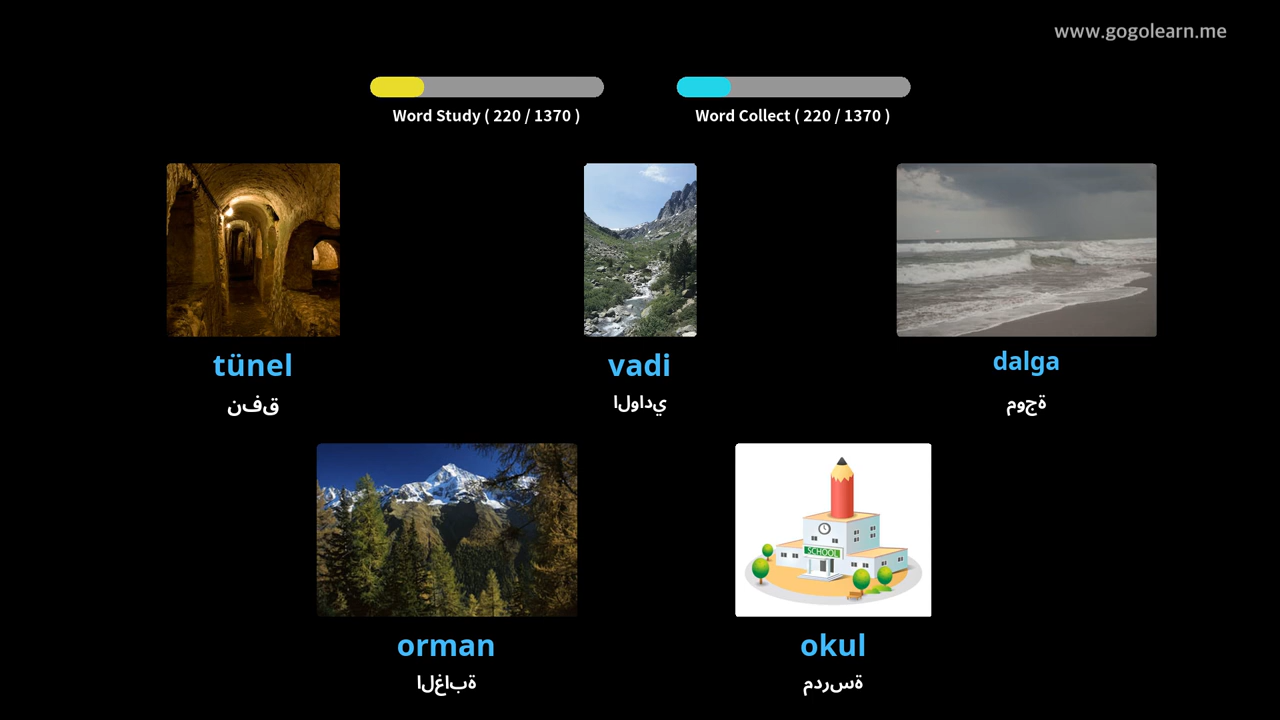 www.gogolearn.me
Word Study ( 220 / 1370 )
Word Collect ( 220 / 1370 )
tünel
نفق
vadi
الوادي
dalga
موجة
orman
الغابة
SCHOOL
okul
مدرسة